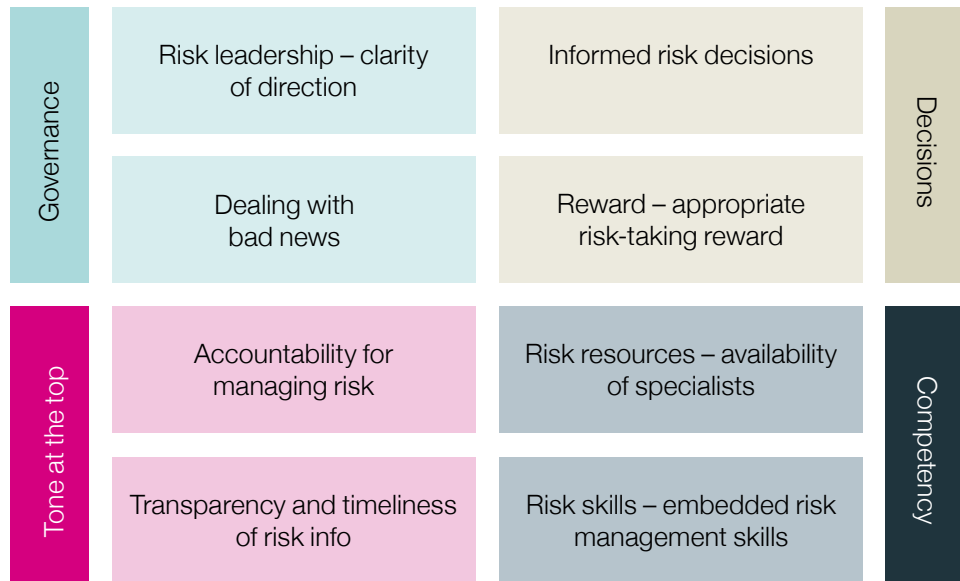 Governance
Risk leadership – clarity
of direction
Informed risk decisions
Decisions
Dealing with
bad news
Reward – appropriate
risk-taking reward
Tone at the top
Accountability for
managing risk
Risk resources – availability
of specialists
Competency
Transparency and timeliness
of risk info
Risk skills – embedded risk
management skills